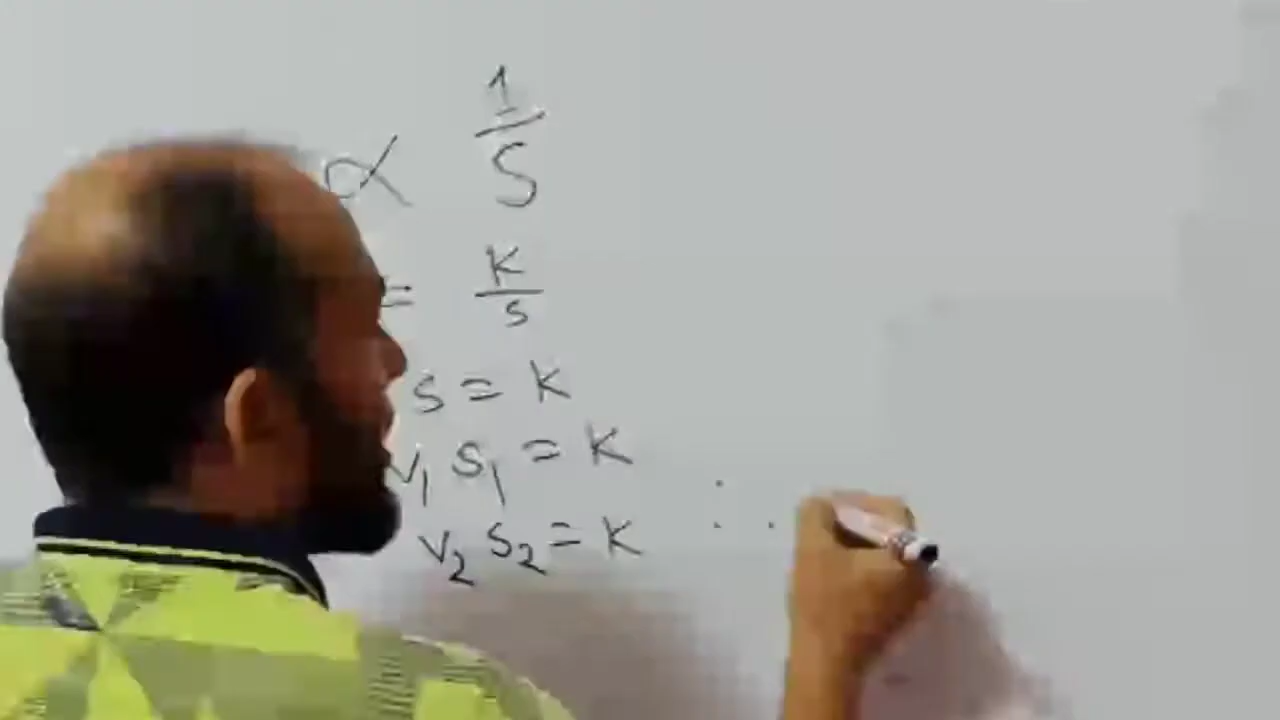 ∝ 1/S
= K/s
s = K
V₁ S₁ = K
V₂ S₂ = K ∴